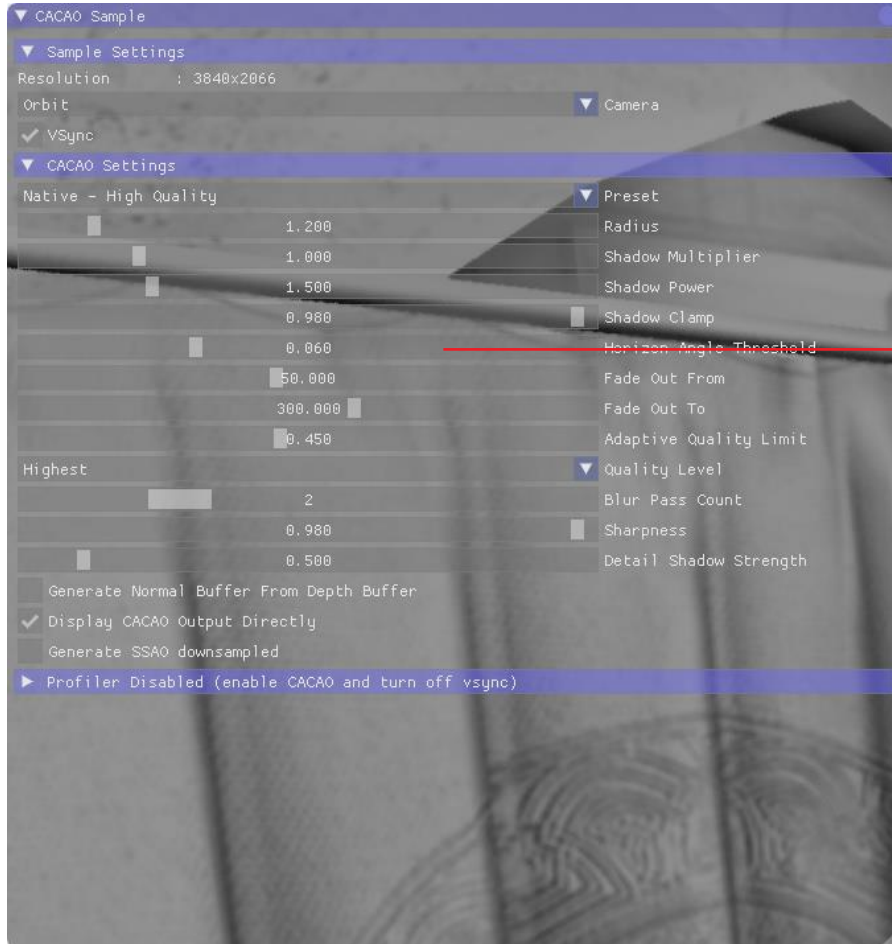 CACAO Sample
Sample Settings
Resolution : 3840x2066
Orbit Camera
VSync
CACAO Settings
Native - High Quality Preset
1.200 Radius
1.000 Shadow Multiplier
1.500 Shadow Power
0.980 Shadow Clamp
0.060 Horizon Angle Threshold
50.000 Fade Out From
300.000 Fade Out To
0.450 Adaptive Quality Limit
Highest Quality Level
2 Blur Pass Count
0.980 Sharpness
0.500 Detail Shadow Strength
Generate Normal Buffer From Depth Buffer
Display CACAO Output Directly
Generate SSAO downsampled
Profiler Disabled (enable CACAO and turn off vsync)